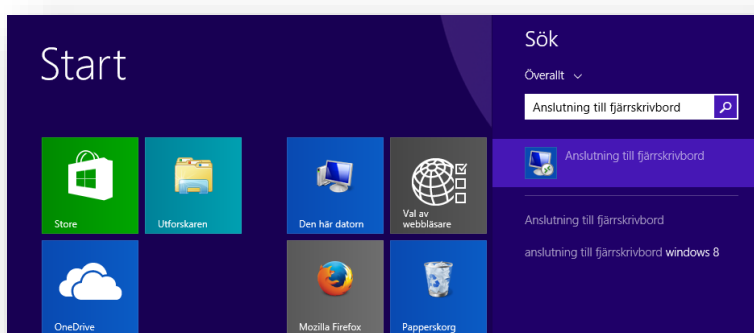 Start
Store
Utforskaren
Den här datorn
Val av
webbläsare
OneDrive
Mozilla Firefox
Papperskorg
Sök
Överallt
Anslutning till fjärrskrivbord
Anslutning till fjärrskrivbord
Anslutning till fjärrskrivbord
anslutning till fjärrskrivbord windows 8